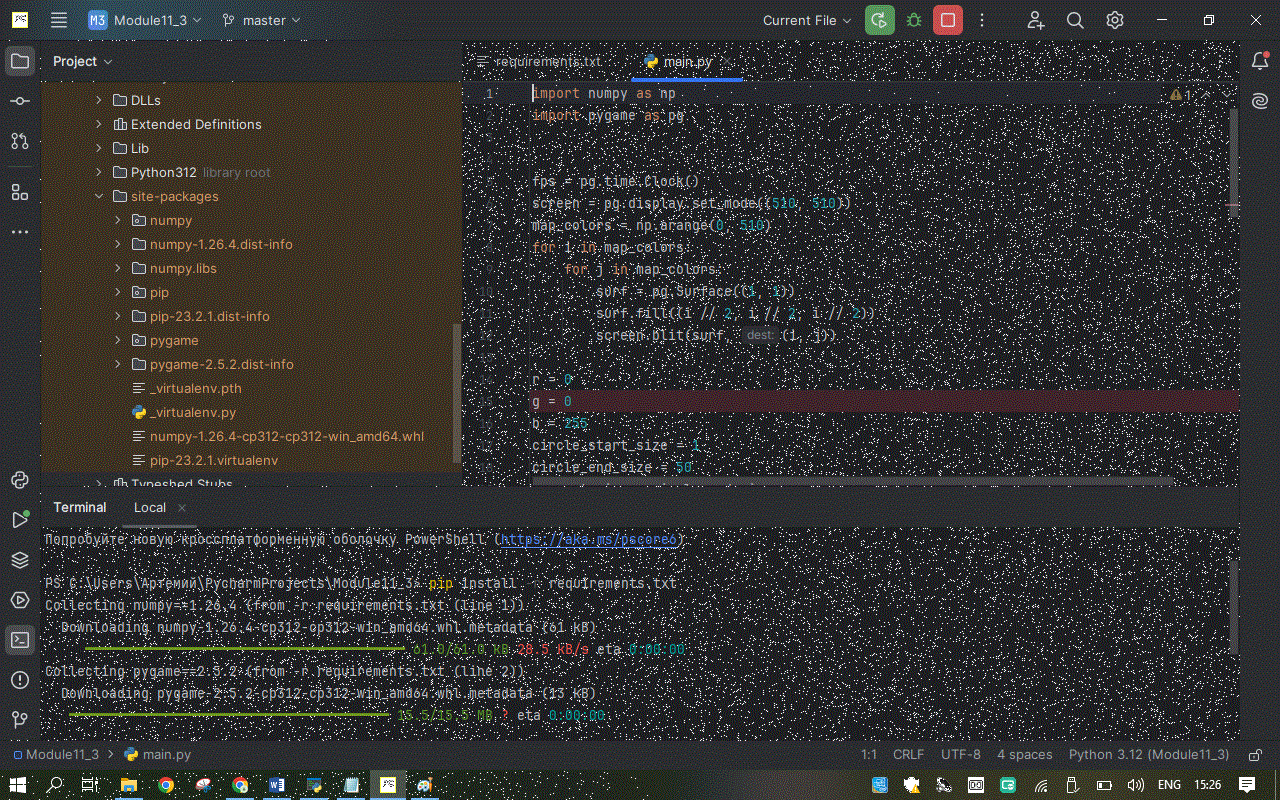 M3 Module11_3 master Current File
Project
requirements.txt main.py
DLLs
Extended Definitions
Lib
Python312 library root
site-packages
numpy
numpy-1.26.4.dist-info
numpy.libs
pip
pip-23.2.1.dist-info
pygame
pygame-2.5.2.dist-info
_virtualenv.pth
_virtualenv.py
numpy-1.26.4-cp312-cp312-win_amd64.whl
pip-23.2.1.virtualenv
Typeshed Stubs
1 import numpy as np
import pygame as pg
fps = pg.time.Clock()
screen = pg.display.set_mode((510, 510))
map_colors = np.arange(0, 510)
for i in map_colors:
for j in map_colors:
surf = pg.Surface((1, 1))
surf.fill((i // 2, i // 2, i // 2))
screen.blit(surf, dest: (i, j))
r = 0
g = 0
b = 255
circle_start_size = 1
circle_end_size = 50
Terminal Local
Попробуйте новую кроссплатформенную оболочку PowerShell (https://aka.ms/pscore6)
PS C:\Users\Артемий\PycharmProjects\Module11_3> pip install -r requirements.txt
Collecting numpy==1.26.4 (from -r requirements.txt (line 1))
Downloading numpy-1.26.4-cp312-cp312-win_amd64.whl.metadata (61 kB)
61.0/61.0 kB 28.5 kB/s eta 0:00:00
Collecting pygame==2.5.2 (from -r requirements.txt (line 2))
Downloading pygame-2.5.2-cp312-cp312-win_amd64.whl.metadata (13 kB)
eta 0:00:00
Module11_3 main.py 1:1 CRLF UTF-8 4 spaces Python 3.12 (Module11_3)
ENG 15:26